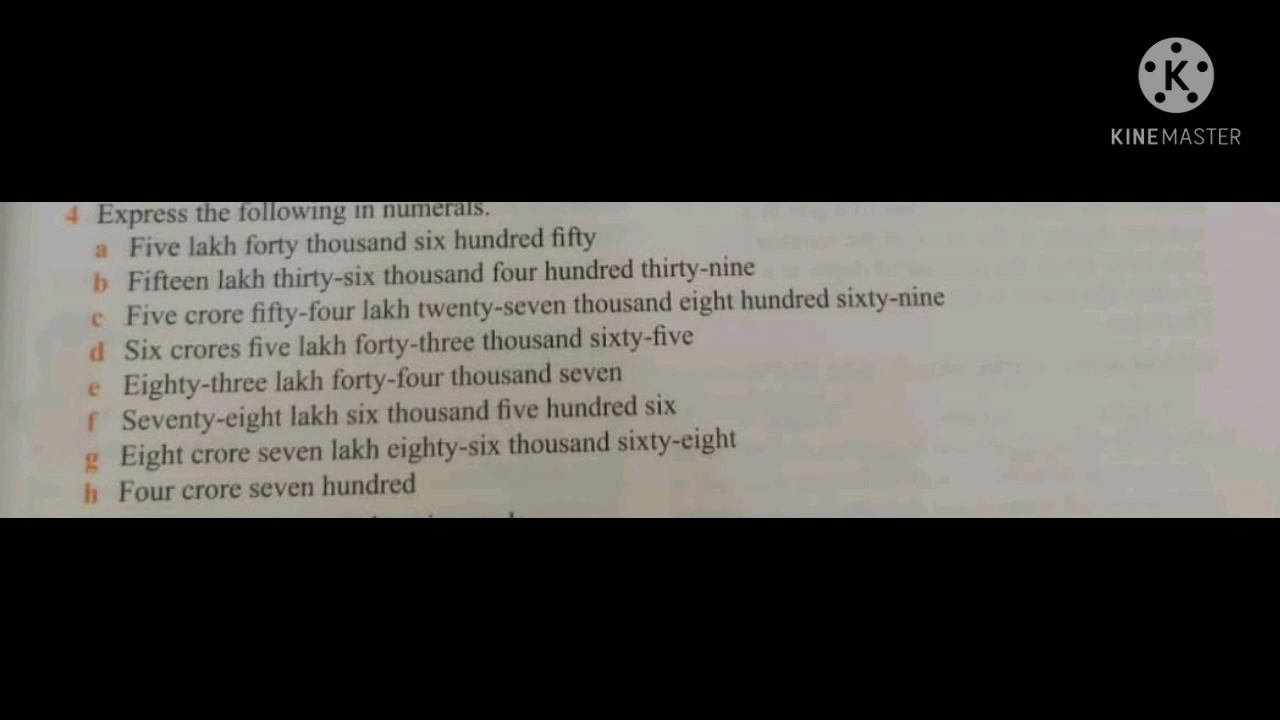 K
KINEMASTER
4 Express the following in numerals.
a Five lakh forty thousand six hundred fifty
b Fifteen lakh thirty-six thousand four hundred thirty-nine
c Five crore fifty-four lakh twenty-seven thousand eight hundred sixty-nine
d Six crores five lakh forty-three thousand sixty-five
e Eighty-three lakh forty-four thousand seven
f Seventy-eight lakh six thousand five hundred six
g Eight crore seven lakh eighty-six thousand sixty-eight
h Four crore seven hundred